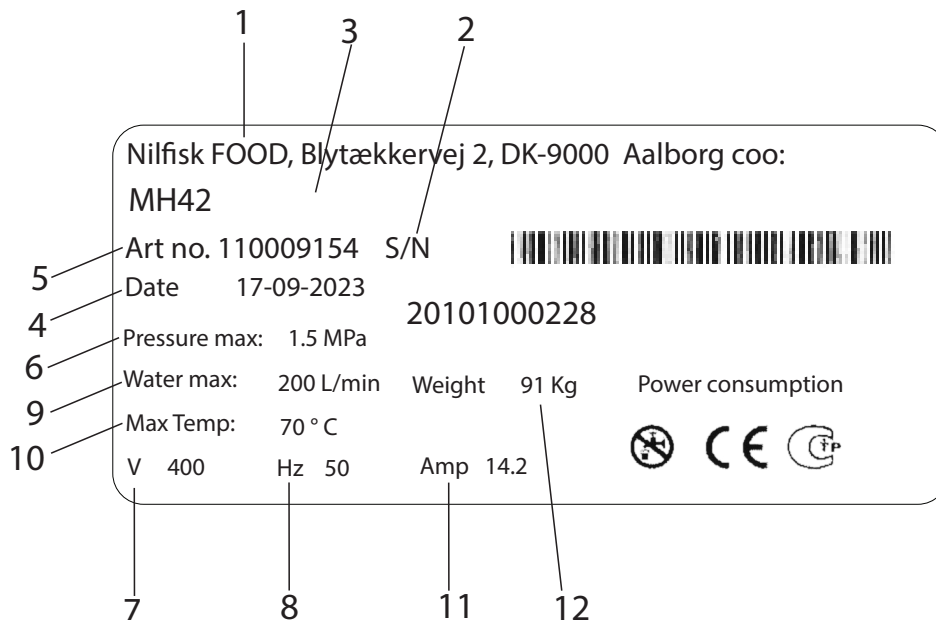 1
3
2
Nilfisk FOOD, Blytækkervej 2, DK-9000 Aalborg coo:
MH42
5 Art no. 110009154 S/N
4 Date 17-09-2023
20101000228
6 Pressure max: 1.5 MPa
9 Water max: 200 L/min Weight 91 Kg Power consumption
10 Max Temp: 70 ° C
CE
V 400 Hz 50 Amp 14.2
7 8 11 12